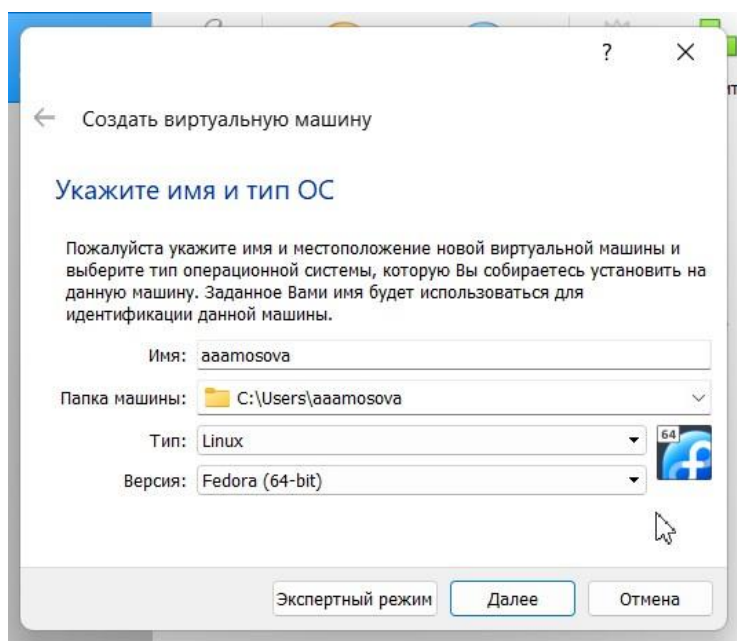 ?
Создать виртуальную машину
Укажите имя и тип ОС
Пожалуйста укажите имя и местоположение новой виртуальной машины и
выберите тип операционной системы, которую Вы собираетесь установить на
данную машину. Заданное Вами имя будет использоваться для
идентификации данной машины.
Имя: aaamosova
Папка машины: C:\Users\aaamosova
Тип: Linux
64
Версия: Fedora (64-bit)
Экспертный режим Далее Отмена